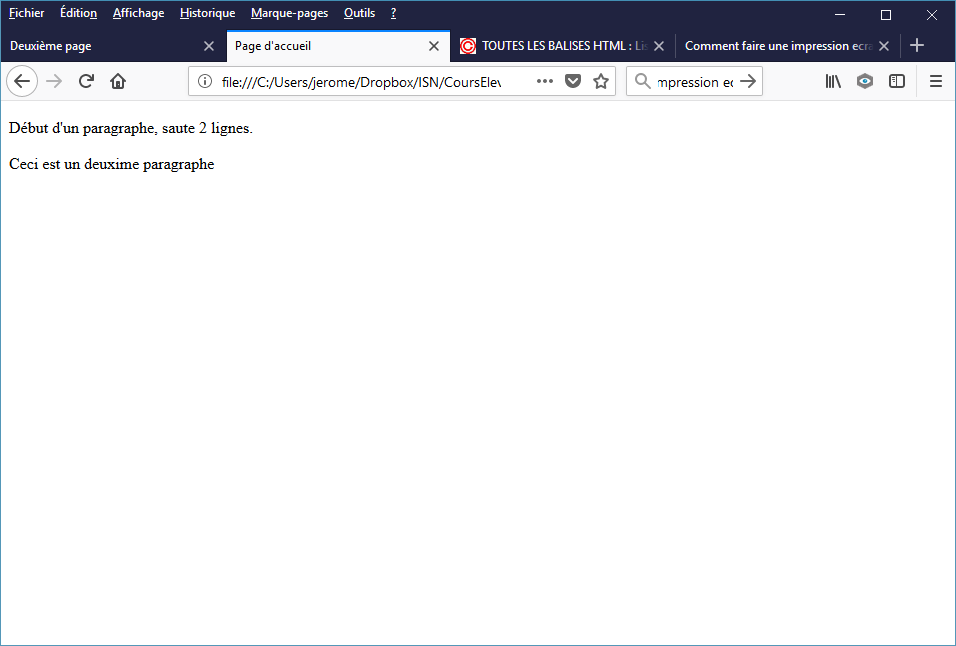 Fichier Édition Affichage Historique Marque-pages Outils ?
Deuxième page Page d'accueil TOUTES LES BALISES HTML : Lis Comment faire une impression ecra
file:///C:/Users/jerome/Dropbox/ISN/CoursElev mpression ec
Début d'un paragraphe, saute 2 lignes.
Ceci est un deuxime paragraphe